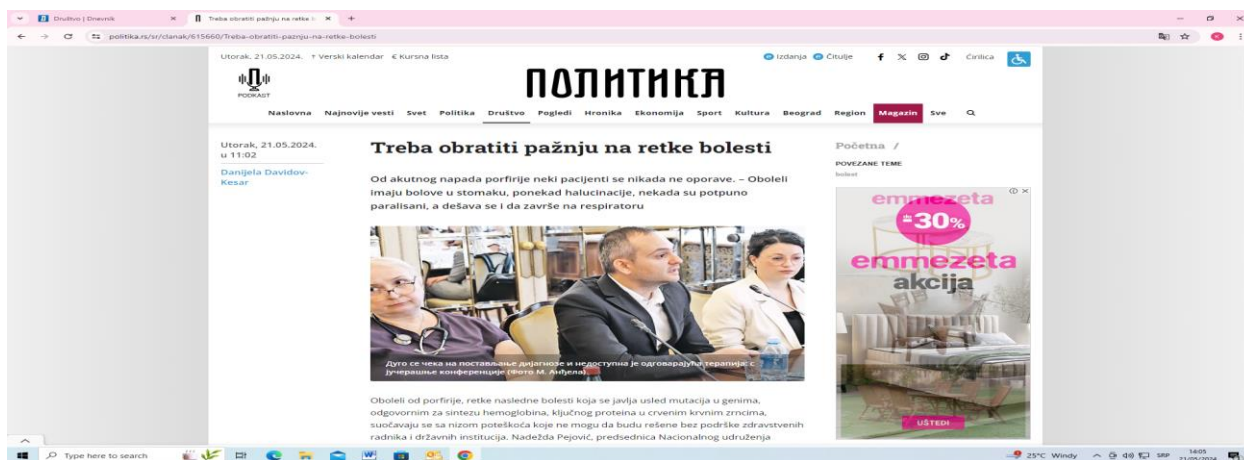 Društvo | Dnevnik
Treba obratiti pažnju na retke
politika.rs/sr/clanak/615660/Treba-obratiti-paznju-na-retke-bolesti
Utorak, 21.05.2024. † Verski kalendar € Kursna lista
Izdanja Čitulje Ćirilica
PODKAST
ПОЛИТИКА
Naslovna Najnovije vesti Svet Politika Društvo Pogledi Hronika Ekonomija Sport Kultura Beograd Region Magazin Sve
Utorak, 21.05.2024.
u 11:02
Danijela Davidov-
Kesar
Treba obratiti pažnju na retke bolesti
Od akutnog napada porfirije neki pacijenti se nikada ne oporave. – Oboleli
imaju bolove u stomaku, ponekad halucinacije, nekada su potpuno
paralisani, a dešava se i da završe na respiratoru
Дуго се чека на постављање дијагнозе и недоступна је одговарајућа терапија: с
јучерашње конференције (Фото М. Анђела)
Oboleli od porfirije, retke nasledne bolesti koja se javlja usled mutacija u genima,
odgovornim za sintezu hemoglobina, ključnog proteina u crvenim krvnim zrncima,
suočavaju se sa nizom poteškoća koje ne mogu da budu rešene bez podrške zdravstvenih
radnika i državnih institucija. Nadežda Pejović, predsednica Nacionalnog udruženja
Početna /
POVEZANE TEME
bolest
emmezeta
30%
emmezeta
akcija
UŠTEDI
Type here to search
25°C Windy
SRP
14:05
21/05/2024